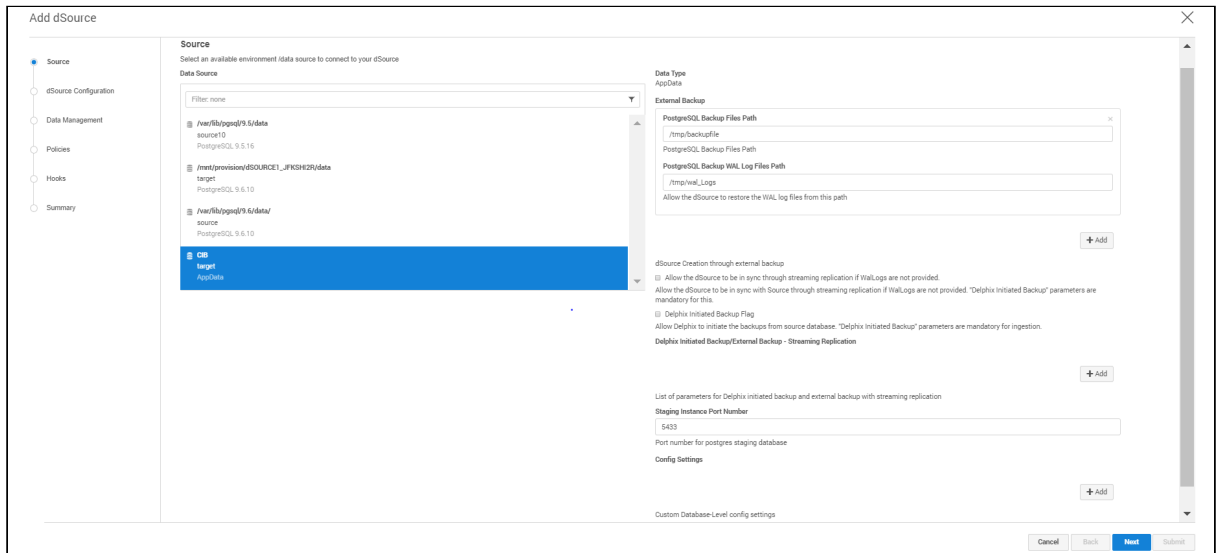 Add dSource
Source
dSource Configuration
Data Management
Policies
Hooks
Summary
Source
Select an available environment /data source to connect to your dSource
Data Source
Filter: none
/var/lib/pgsql/9.5/data
source10
PostgreSQL 9.5.16
/mnt/provision/dSOURCE1_JFKSHI2R/data
target
PostgreSQL 9.6.10
/var/lib/pgsql/9.6/data/
source
PostgreSQL 9.6.10
CIB
target
AppData
Data Type
AppData
External Backup
PostgreSQL Backup Files Path
/tmp/backupfile
PostgreSQL Backup Files Path
PostgreSQL Backup WAL Log Files Path
/tmp/wal_Logs
Allow the dSource to restore the WAL log files from this path
+ Add
dSource Creation through external backup
Allow the dSource to be in sync through streaming replication if WalLogs are not provided.
Allow the dSource to be in sync with Source through streaming replication if WalLogs are not provided. "Delphix Initiated Backup" parameters are
mandatory for this.
Delphix Initiated Backup Flag
Allow Delphix to initiate the backups from source database. "Delphix Initiated Backup" parameters are mandatory for ingestion.
Delphix Initiated Backup/External Backup - Streaming Replication
+ Add
List of parameters for Delphix initiated backup and external backup with streaming replication
Staging Instance Port Number
5433
Port number for postgres staging database
Config Settings
+ Add
Custom Database-Level config settings
Cancel
Back
Next
Submit